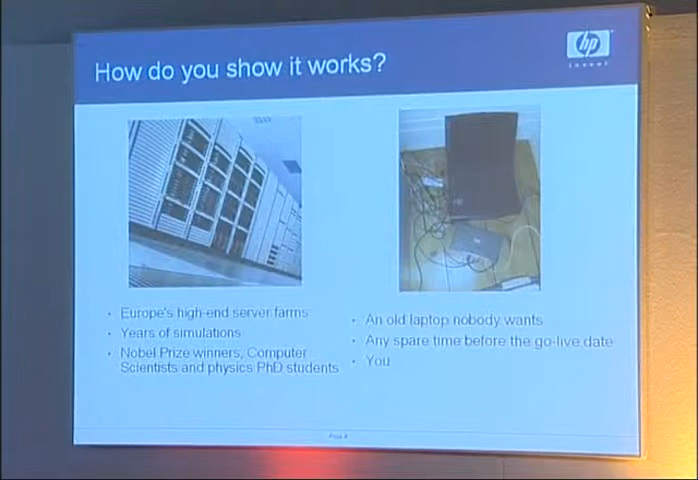 How do you show it works?
hp
invent
· Europe's high-end server farms
· Years of simulations
· Nobel Prize winners, Computer
Scientists and physics PhD students
· An old laptop nobody wants
· Any spare time before the go-live date
· You